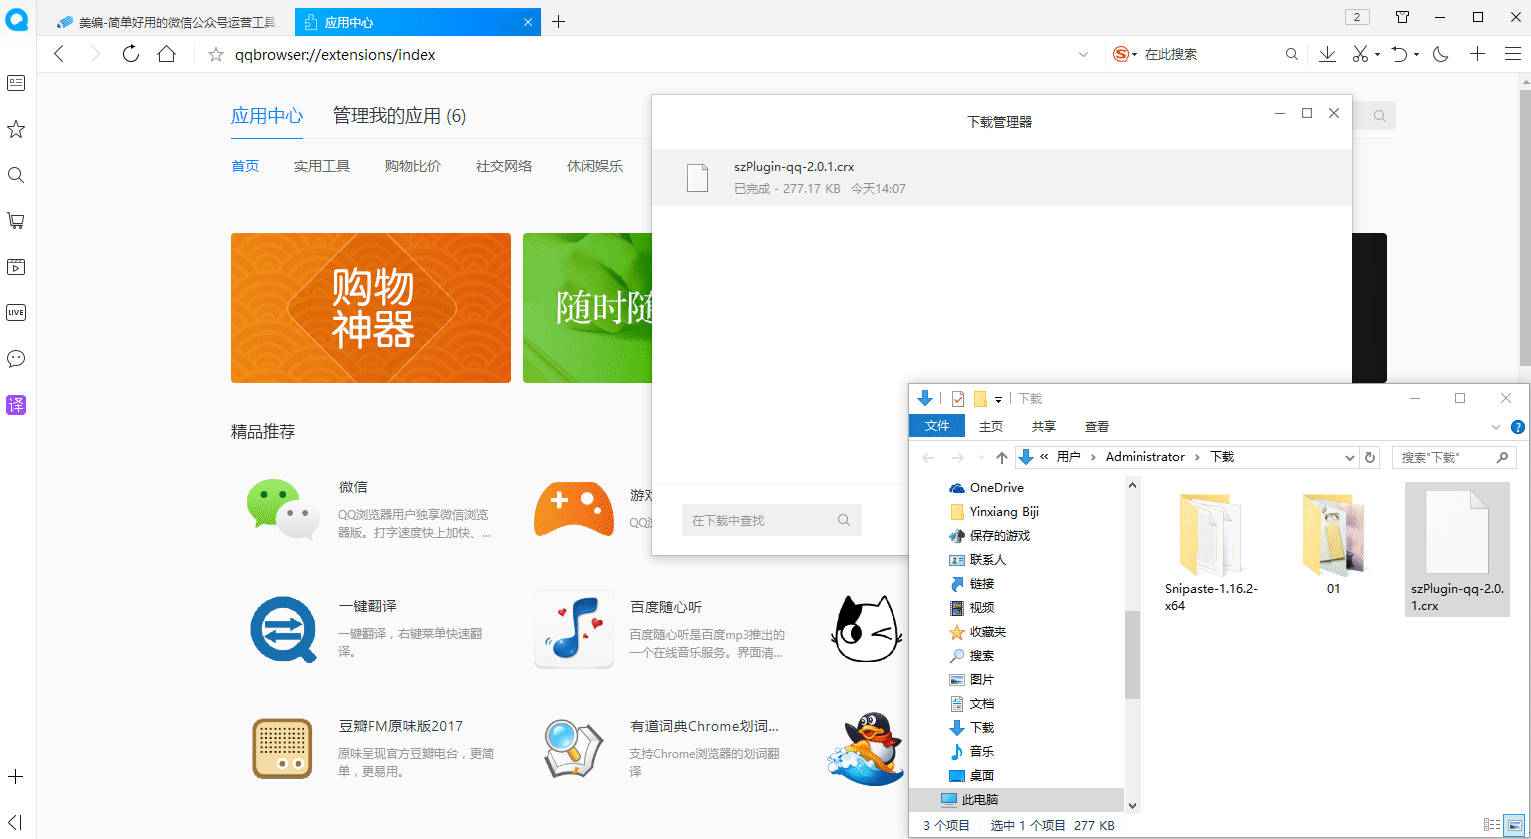 美编-简单好用的微信公众号运营工具
应用中心
2
qqbrowser://extensions/index
在此搜索
应用中心
管理我的应用 (6)
首页
实用工具
购物比价
社交网络
休闲娱乐
购物
神器
随时随
精品推荐
微信
QQ浏览器用户独享微信浏览
器版。打字速度快上加快、...
一键翻译
一键翻译，右键菜单快速翻
译。
百度随心听
百度随心听是百度mp3推出的
一个在线音乐服务。界面清...
豆瓣FM原味版2017
原味呈现官方豆瓣电台，更简
单，更易用。
有道词典Chrome划词...
支持Chrome浏览器的划词翻
译
LIVE
译
下载管理器
szPlugin-qq-2.0.1.crx
已完成 - 277.17 KB 今天14:07
在下载中查找
下载
文件
主页
共享
查看
« 用户 › Administrator › 下载
搜索"下载"
OneDrive
Yinxiang Biji
保存的游戏
联系人
链接
视频
收藏夹
搜索
图片
文档
下载
音乐
桌面
此电脑
Snipaste-1.16.2-
x64
01
szPlugin-qq-2.0.
1.crx
3 个项目
选中 1 个项目 277 KB